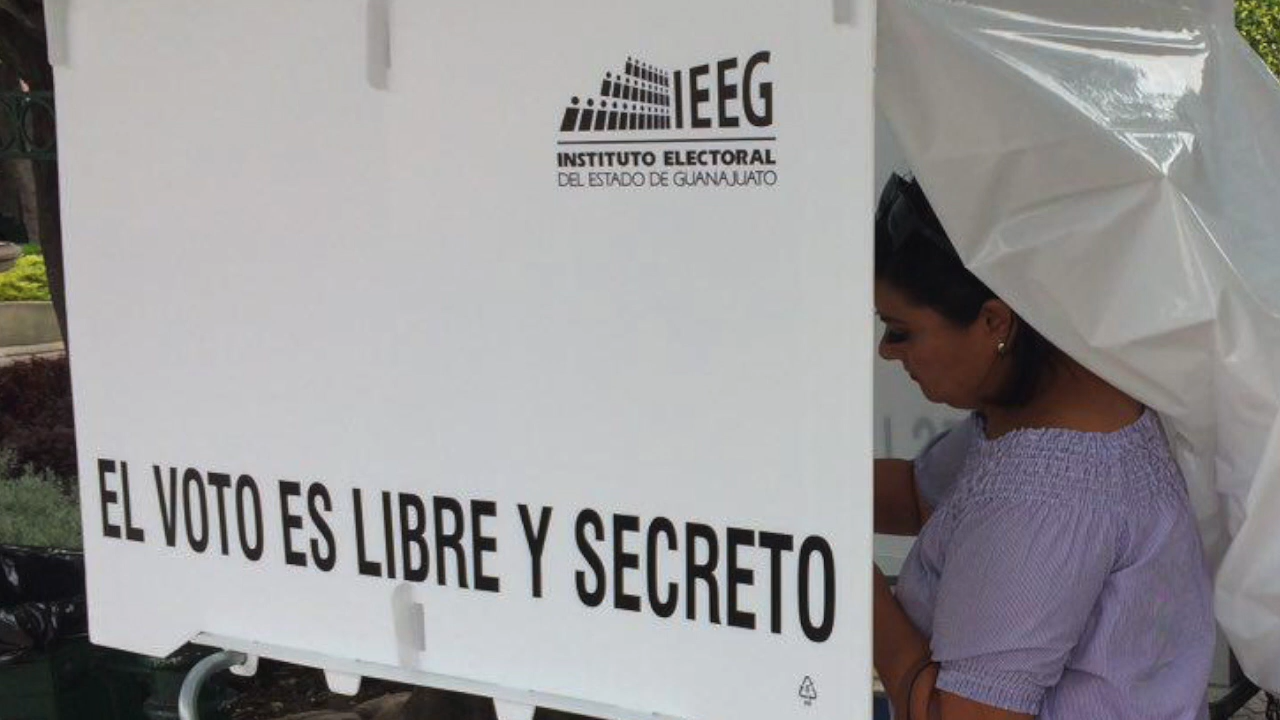 IEEG
INSTITUTO ELECTORAL
DEL ESTADO DE GUANAJUATO
EL VOTO ES LIBRE Y SECRETO